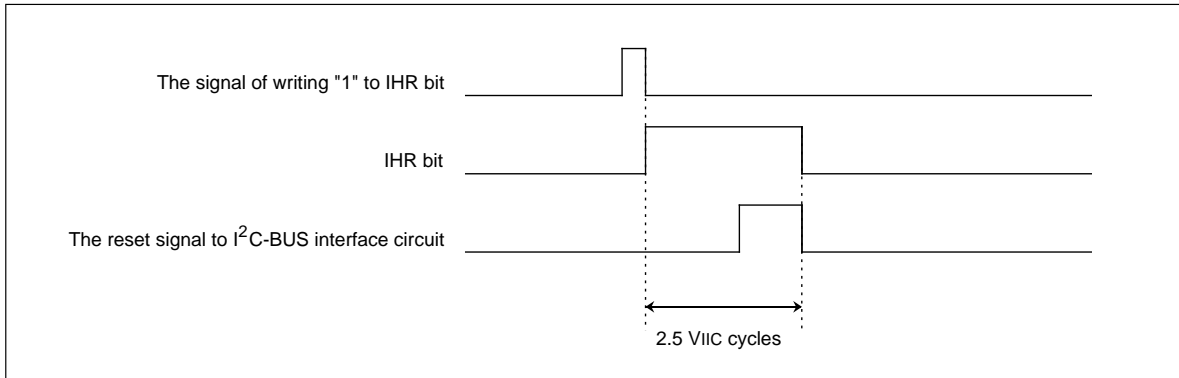 The signal of writing "1" to IHR bit
IHR bit
The reset signal to I²C-BUS interface circuit
2.5 VIIC cycles